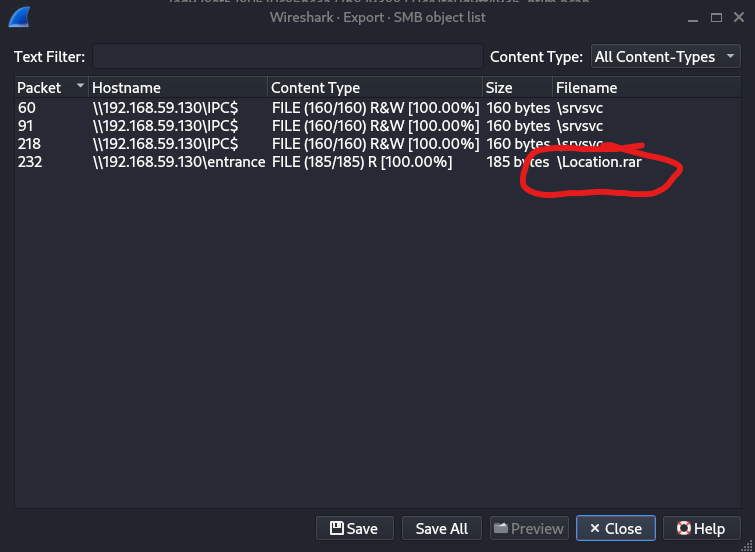 Wireshark · Export · SMB object list
Text Filter: Content Type: All Content-Types
Packet Hostname Content Type Size Filename
60 \\192.168.59.130\IPC$ FILE (160/160) R&W [100.00%] 160 bytes \srvsvc
91 \\192.168.59.130\IPC$ FILE (160/160) R&W [100.00%] 160 bytes \srvsvc
218 \\192.168.59.130\IPC$ FILE (160/160) R&W [100.00%] 160 bytes \srvsvc
232 \\192.168.59.130\entrance FILE (185/185) R [100.00%] 185 bytes \Location.rar
Save Save All Preview Close Help